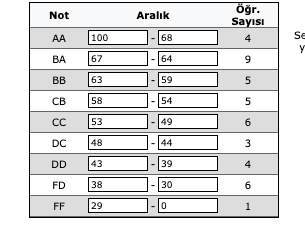 Not Aralık Öğr. Sayısı
AA 100 - 68 4
BA 67 - 64 9
BB 63 - 59 5
CB 58 - 54 5
CC 53 - 49 6
DC 48 - 44 3
DD 43 - 39 4
FD 38 - 30 6
FF 29 - 0 1